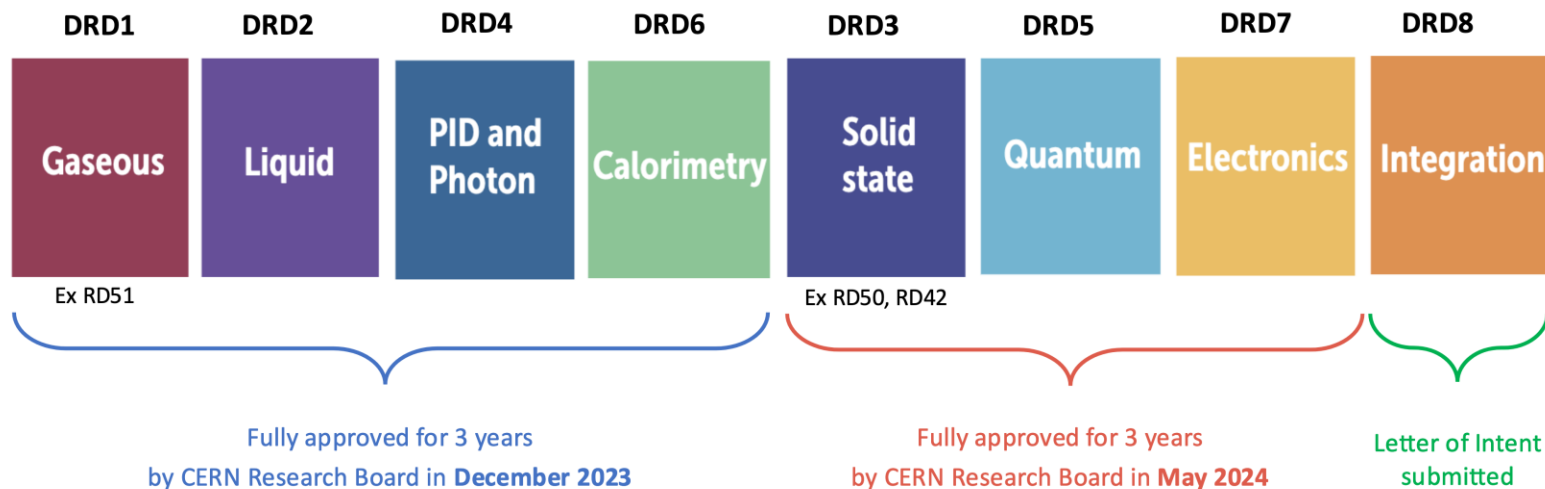 DRD1 DRD2 DRD4 DRD6 DRD3 DRD5 DRD7 DRD8
Gaseous
Liquid
PID and
Photon
Calorimetry
Solid
state
Quantum
Electronics
Integration
Ex RD51
Ex RD50, RD42
Fully approved for 3 years
by CERN Research Board in December 2023
Fully approved for 3 years
by CERN Research Board in May 2024
Letter of Intent
submitted